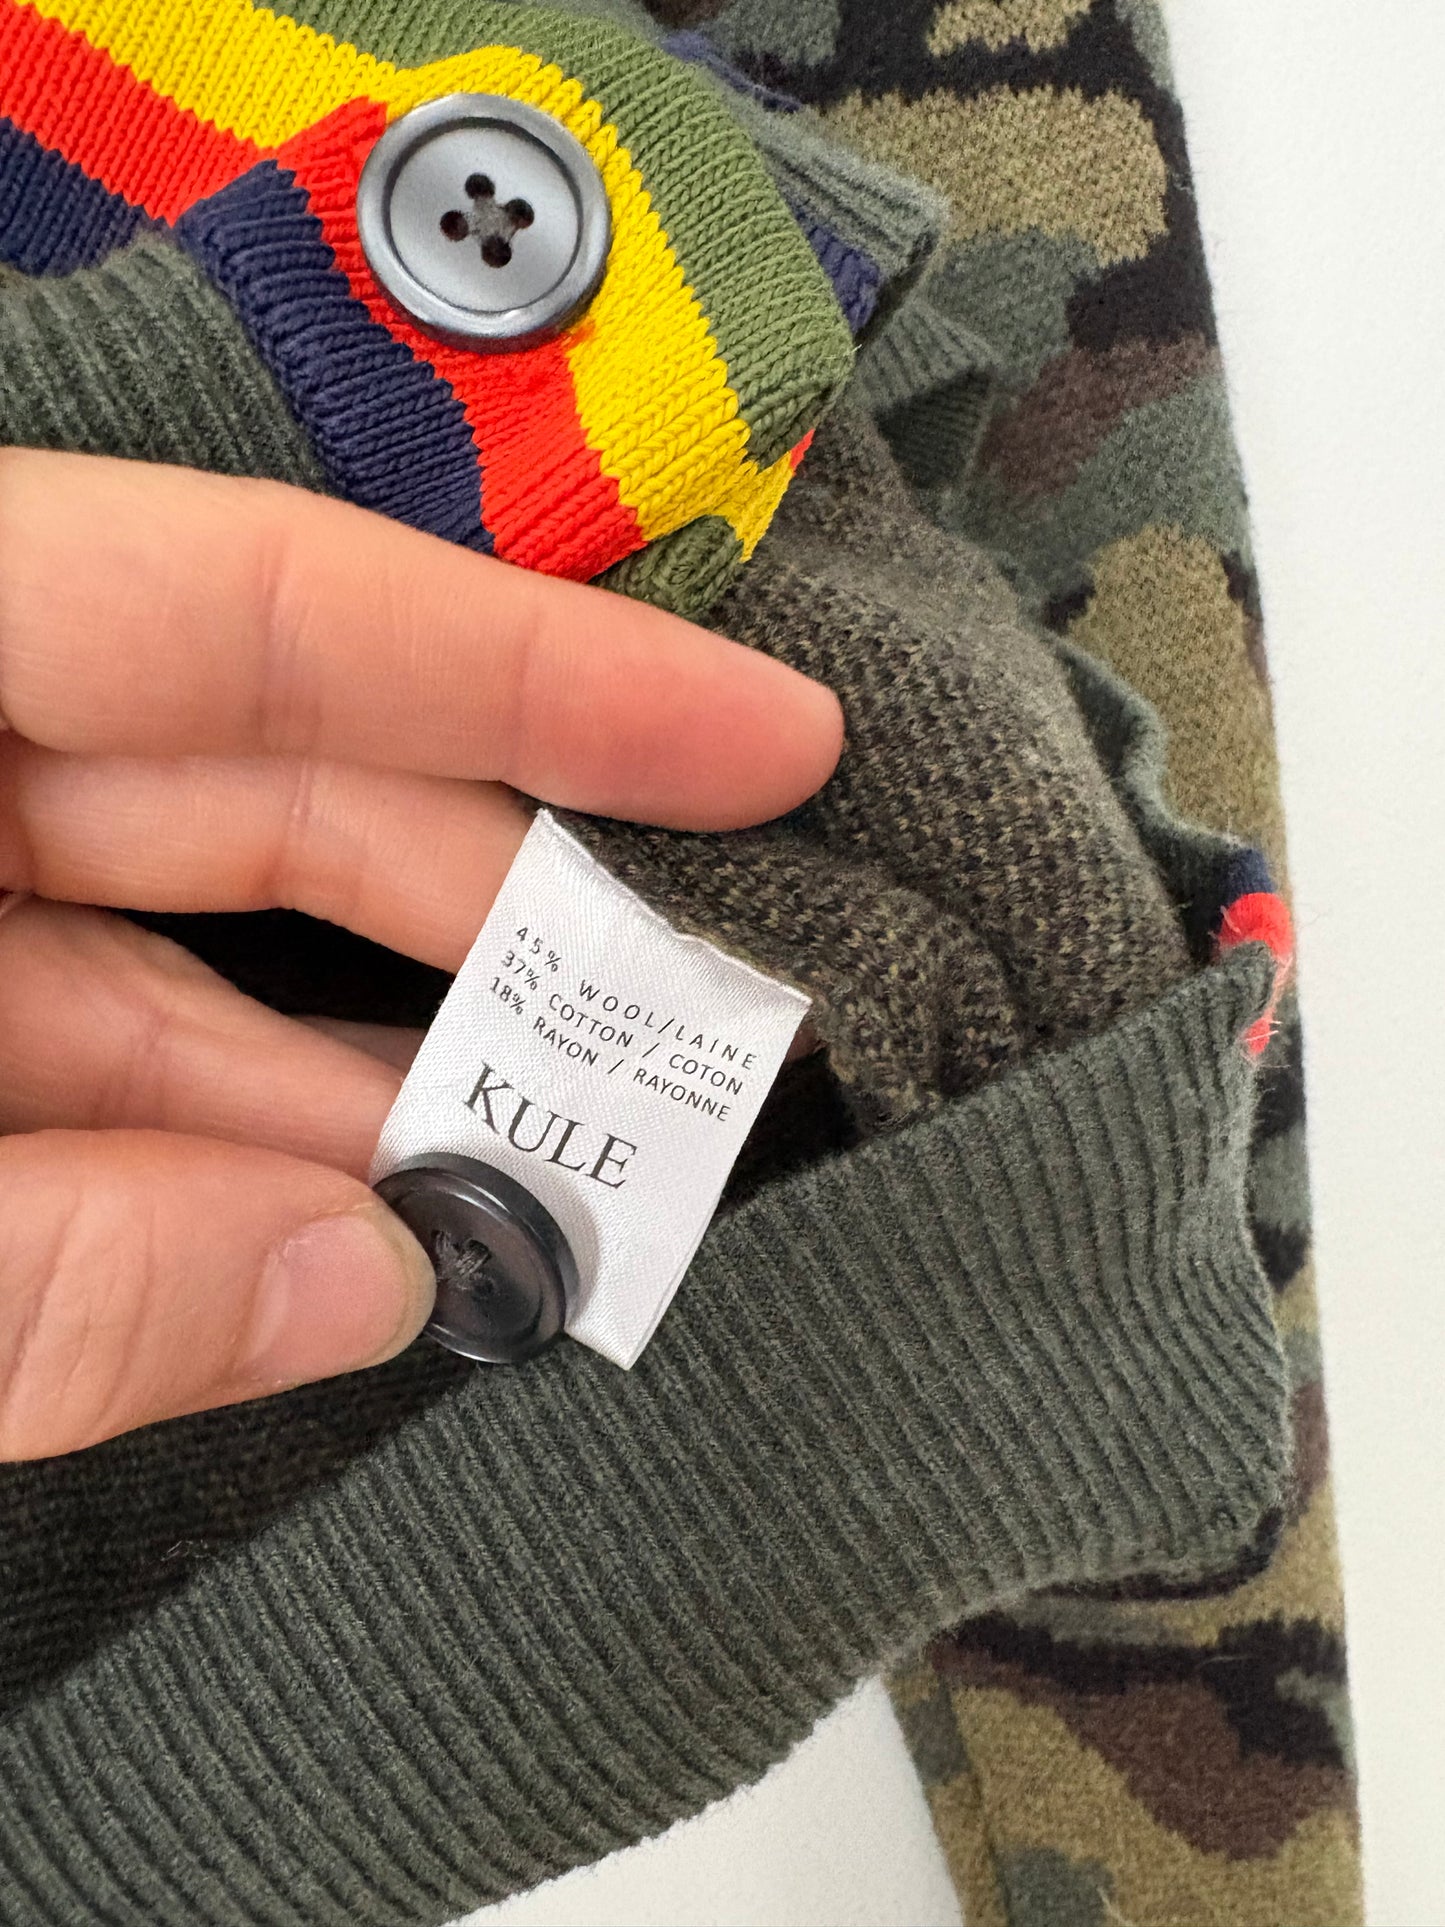 45% WOOL/LAINE
37% COTTON / COTON
18% RAYON / RAYONNE
KULE